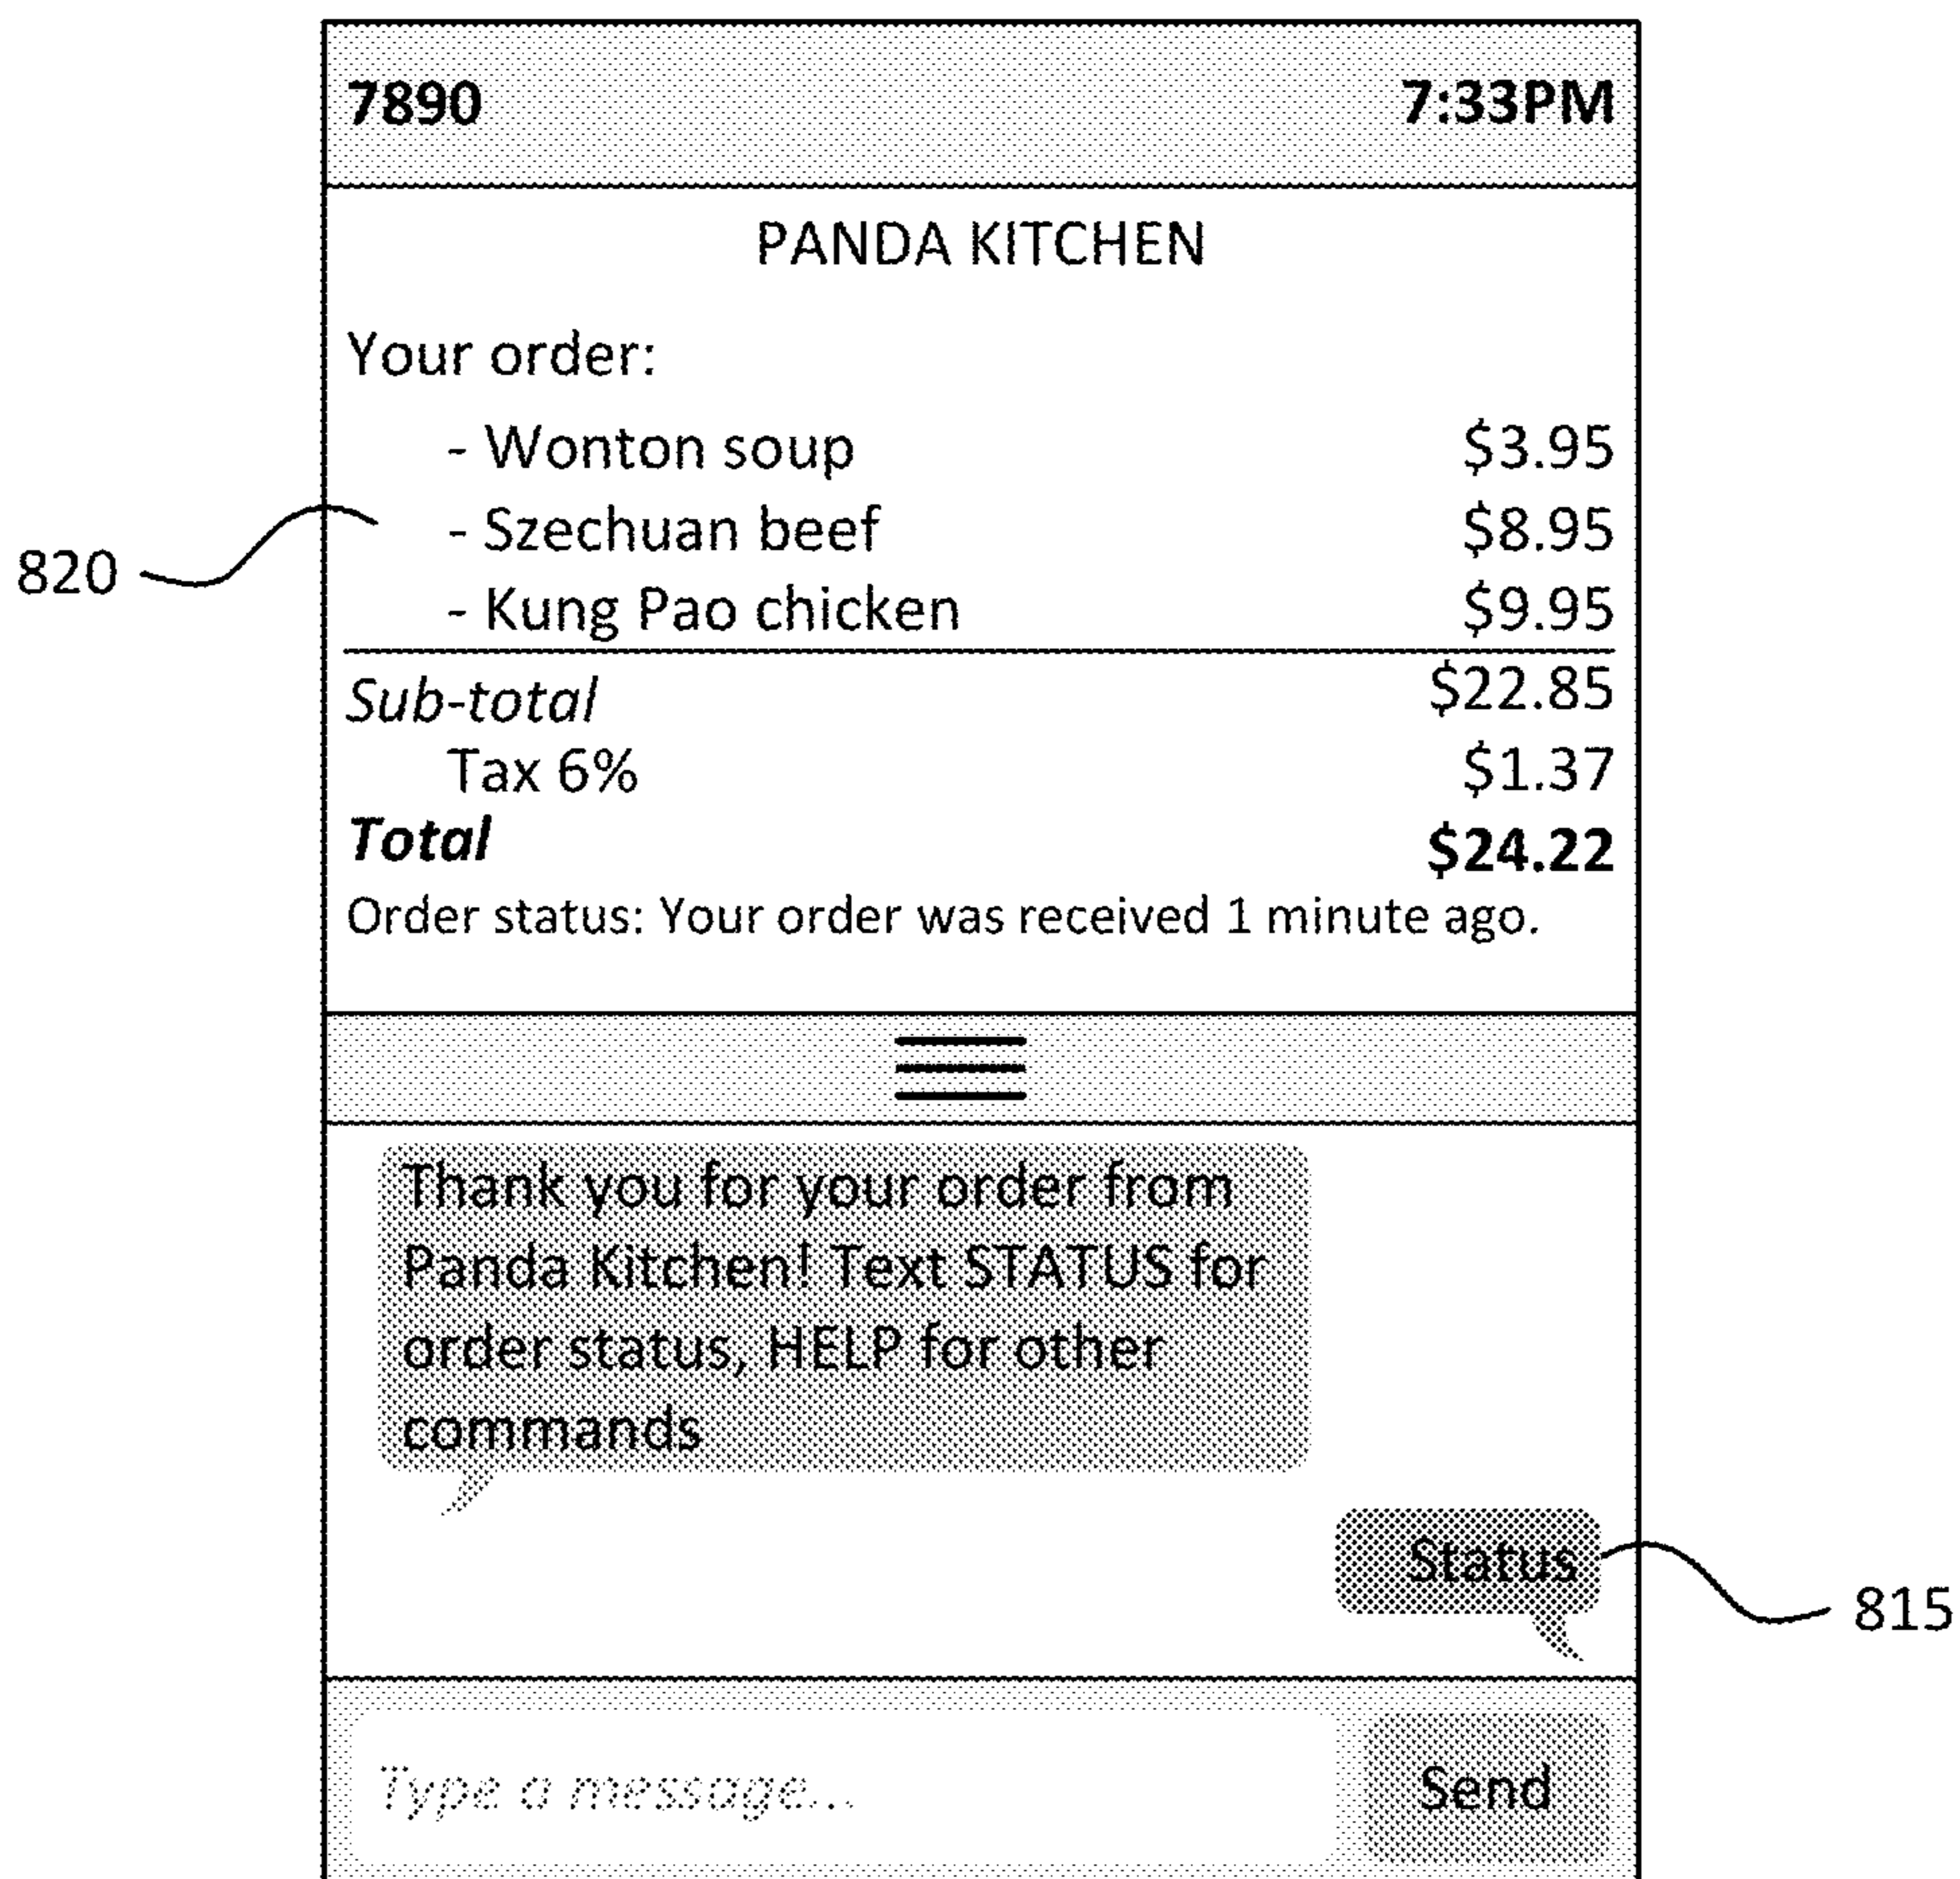 7890 7:33PM
PANDA KITCHEN
Your order:
- Wonton soup $3.95
820
- Szechuan beef $8.95
- Kung Pao chicken $9.95
Sub-total $22.85
Tax 6% $1.37
Total $24.22
Order status: Your order was received 1 minute ago.
Thank you for your order from
Panda Kitchen! Text STATUS for
order status, HELP for other
commands
Status
815
Type a message...
Send